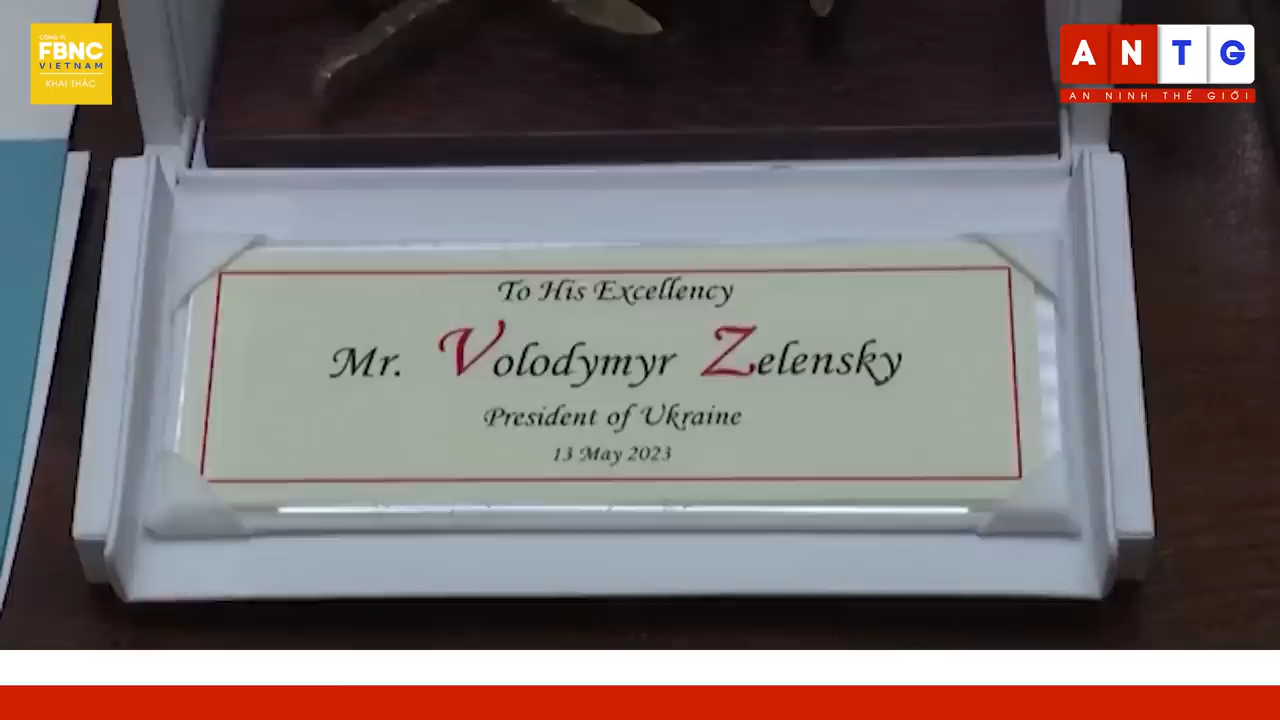 CÔNG TY
FBNC
VIETNAM
KHAI THÁC
A N T G
AN NINH THẾ GIỚI
To His Excellency
Mr. Volodymyr Zelensky
President of Ukraine
13 May 2023